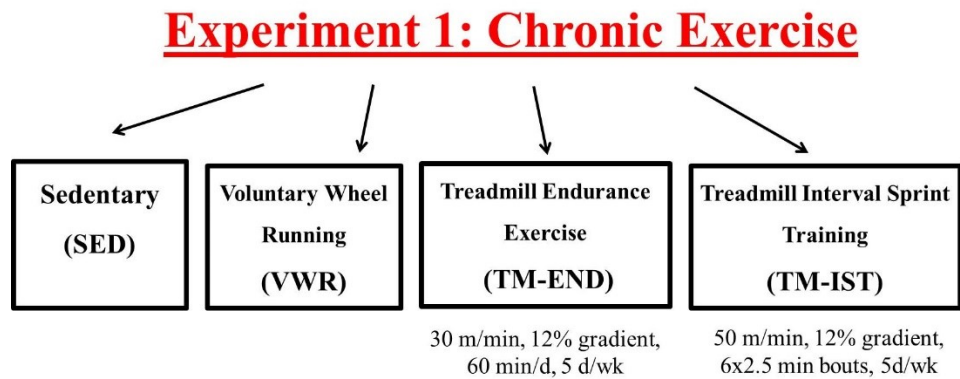 Experiment 1: Chronic Exercise
Sedentary
(SED)
Voluntary Wheel
Running
(VWR)
Treadmill Endurance
Exercise
(TM-END)
Treadmill Interval Sprint
Training
(TM-IST)
30 m/min, 12% gradient,
60 min/d, 5 d/wk
50 m/min, 12% gradient,
6x2.5 min bouts, 5d/wk